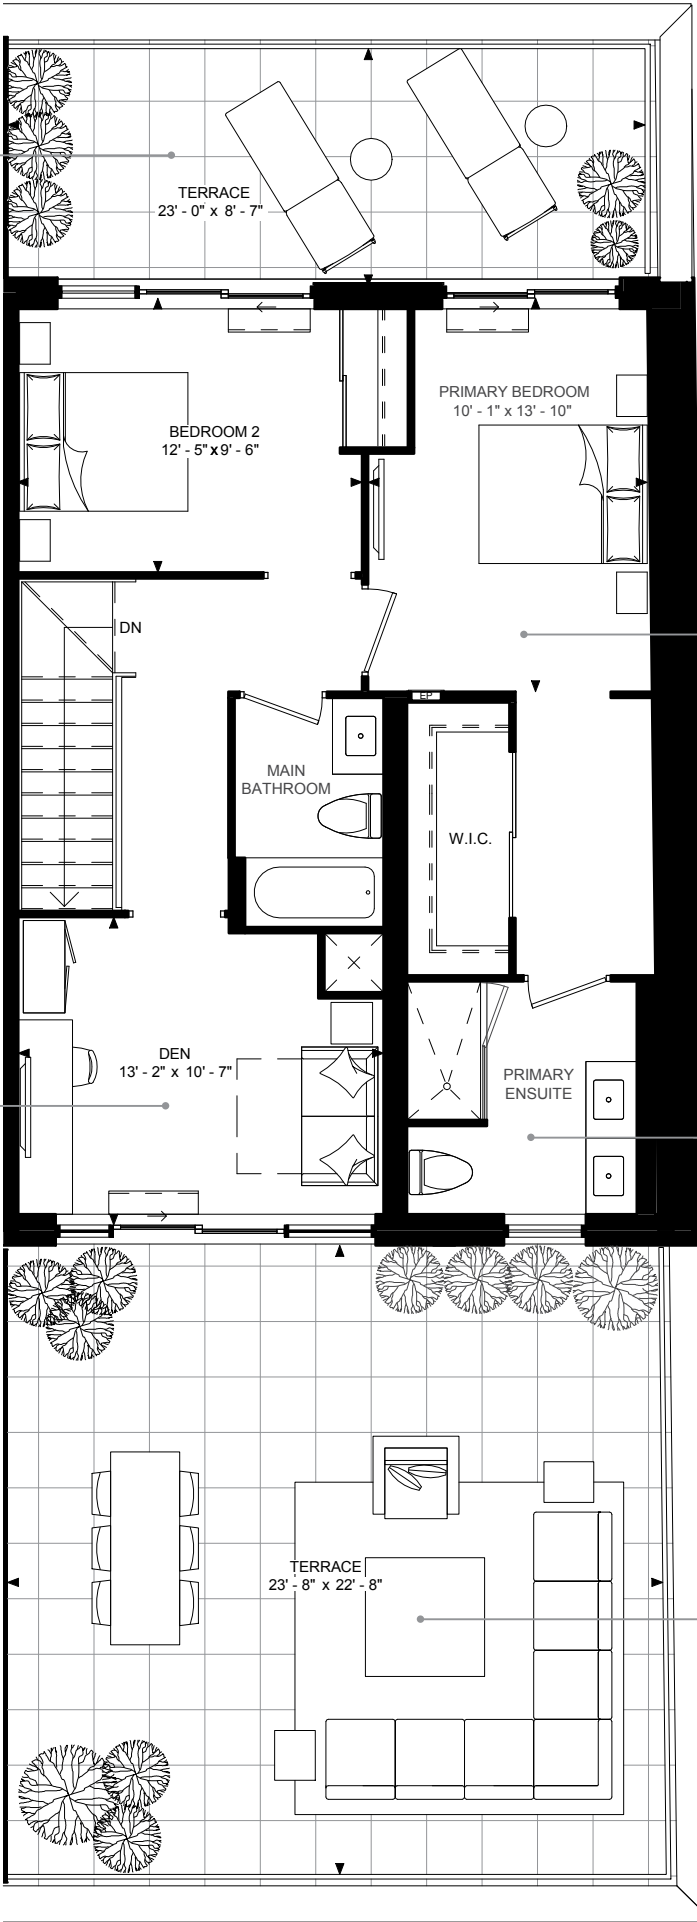 TERRACE
23' - 0" x 8' - 7"
PRIMARY BEDROOM
10' - 1" x 13' - 10"
BEDROOM 2
12' - 5" x 9' - 6"
DN
EP
MAIN
BATHROOM
W.I.C.
DEN
13' - 2" x 10' - 7"
PRIMARY
ENSUITE
TERRACE
23' - 8" x 22' - 8"